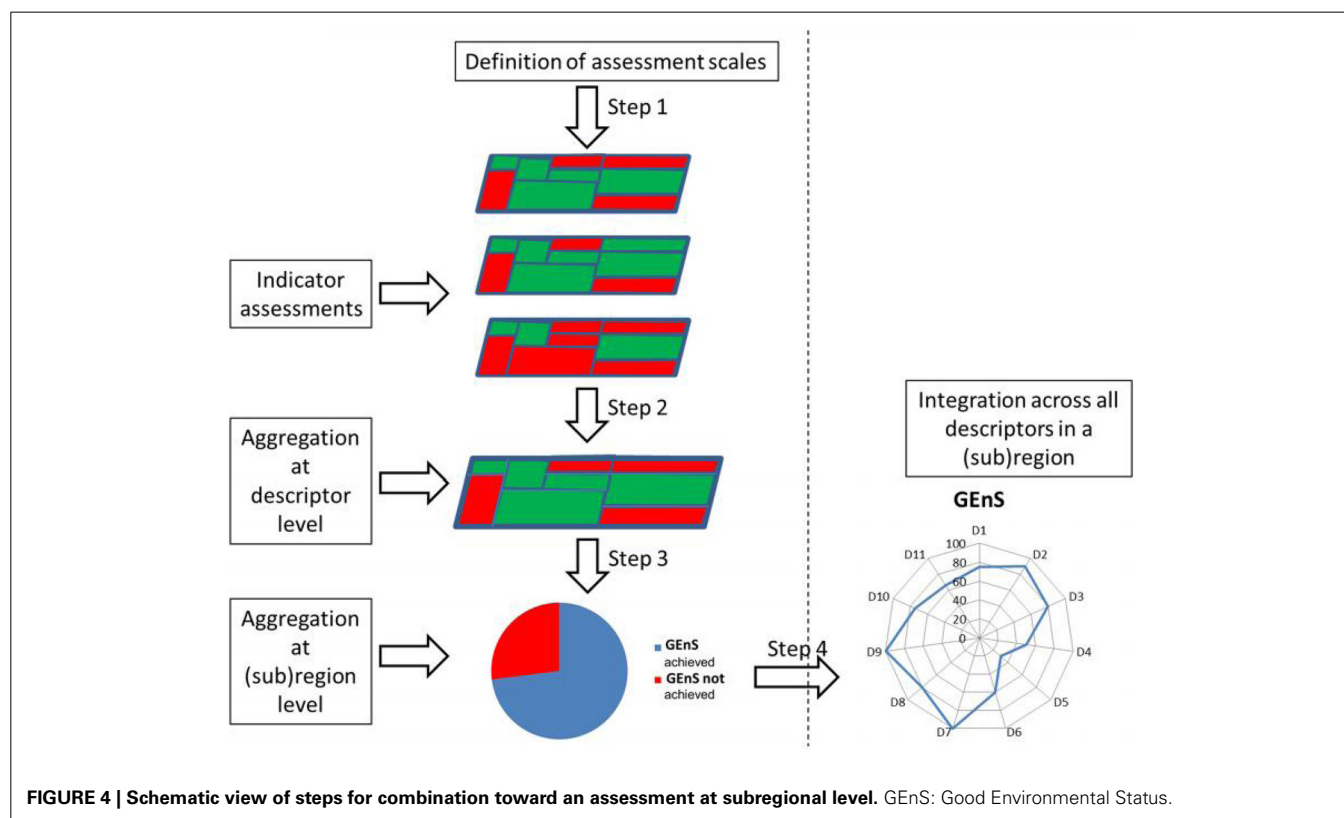 Definition of assessment scales
Step 1
Indicator
assessments
Step 2
Aggregation
at
descriptor
level
Step 3
Aggregation
at
(sub)region
level
GEnS
achieved
GEnS not
achieved
Step 4
Integration across all
descriptors in a
(sub)region
GEnS
D1
D2
D3
D4
D5
D6
D7
D8
D9
D10
D11
100
80
60
40
20
0
FIGURE 4 | Schematic view of steps for combination toward an assessment at subregional level. GEnS: Good Environmental Status.